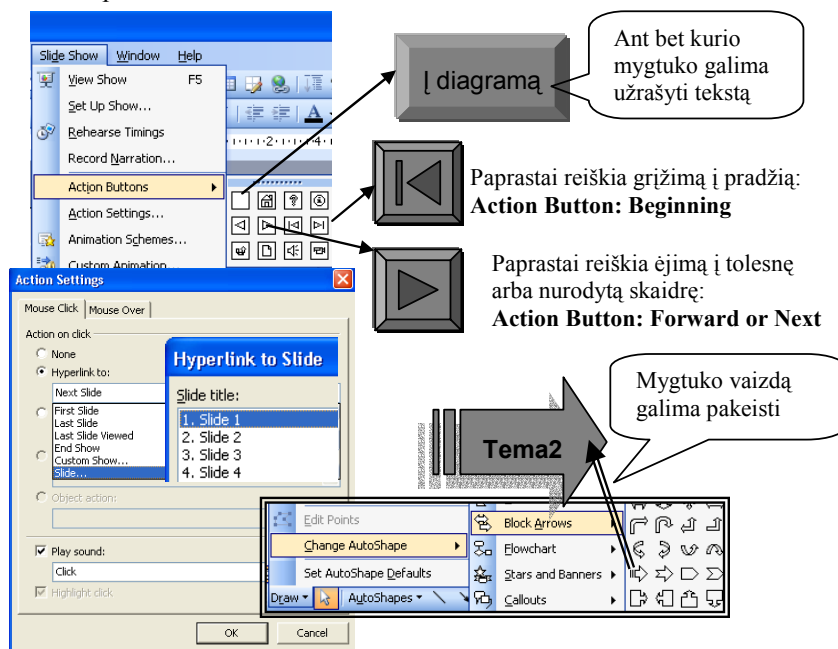 Slide Show Window Help
View Show F5
Set Up Show...
Rehearse Timings
Record Narration...
Action Buttons
Action Settings...
Animation Schemes...
Custom Animation...
Į diagramą
Ant bet kurio
mygtuko galima
užrašyti tekstą
Paprastai reiškia grįžimą į pradžią:
Action Button: Beginning
Paprastai reiškia ėjimą į tolesnę
arba nurodytą skaidrę:
Action Button: Forward or Next
Action Settings
Mouse Click Mouse Over
Action on click
None
Hyperlink to:
Next Slide
First Slide
Last Slide
Last Slide Viewed
End Show
Custom Show...
Slide...
Object action:
Play sound:
Click
Highlight click
OK Cancel
Hyperlink to Slide
Slide title:
1. Slide 1
2. Slide 2
3. Slide 3
4. Slide 4
Tema2
Mygtuko vaizdą
galima pakeisti
Edit Points
Change AutoShape
Set AutoShape Defaults
Draw AutoShapes
Block Arrows
Flowchart
Stars and Banners
Callouts